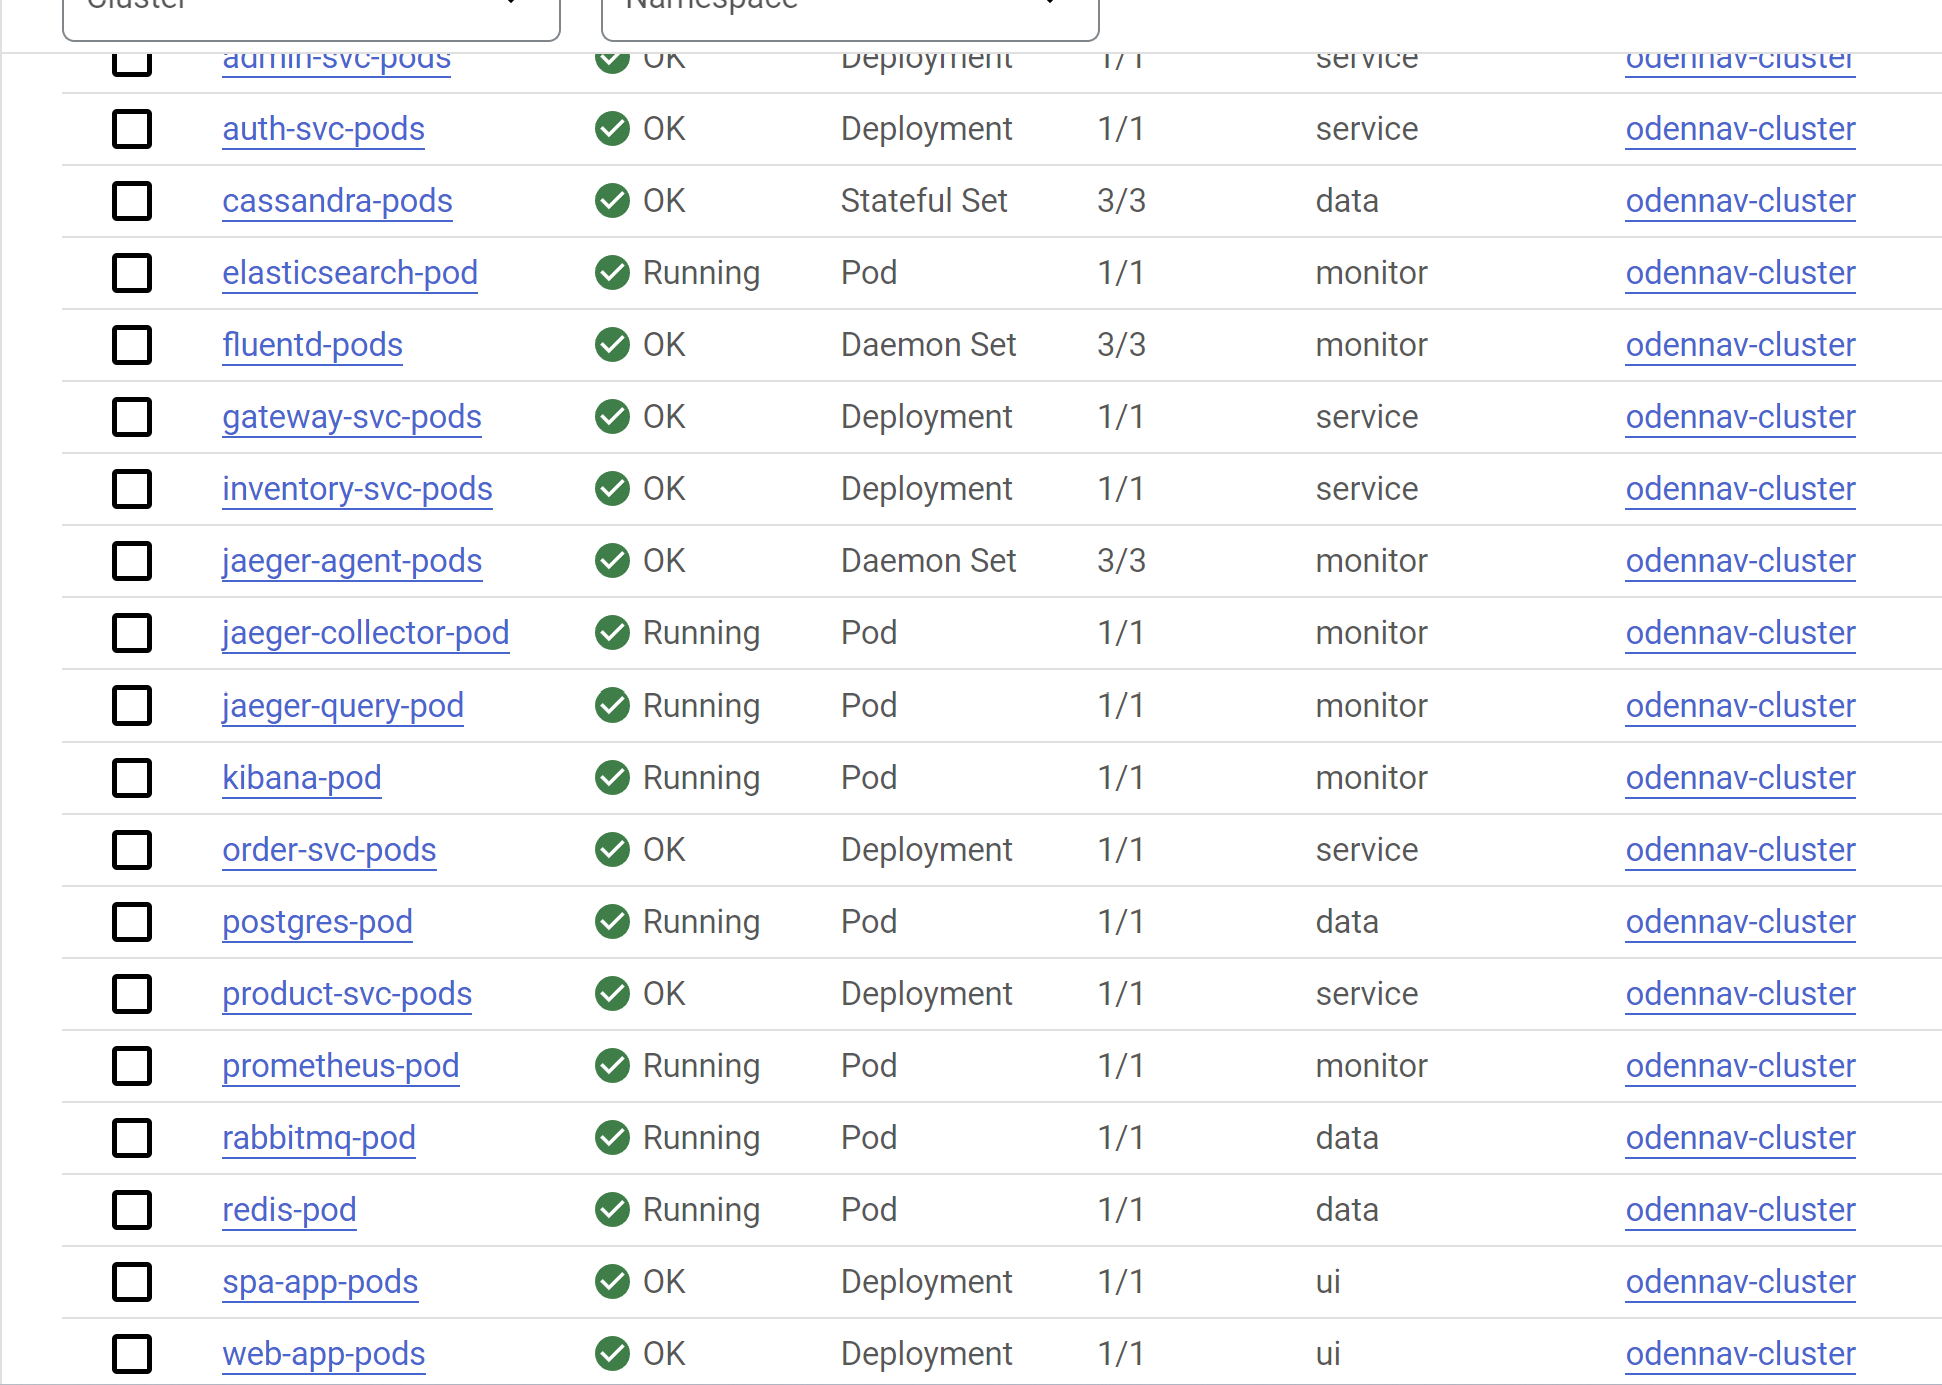 Cluster Namespace
admin-svc-pods OK Deployment 1/1 service odennav-cluster
auth-svc-pods OK Deployment 1/1 service odennav-cluster
cassandra-pods OK Stateful Set 3/3 data odennav-cluster
elasticsearch-pod Running Pod 1/1 monitor odennav-cluster
fluentd-pods OK Daemon Set 3/3 monitor odennav-cluster
gateway-svc-pods OK Deployment 1/1 service odennav-cluster
inventory-svc-pods OK Deployment 1/1 service odennav-cluster
jaeger-agent-pods OK Daemon Set 3/3 monitor odennav-cluster
jaeger-collector-pod Running Pod 1/1 monitor odennav-cluster
jaeger-query-pod Running Pod 1/1 monitor odennav-cluster
kibana-pod Running Pod 1/1 monitor odennav-cluster
order-svc-pods OK Deployment 1/1 service odennav-cluster
postgres-pod Running Pod 1/1 data odennav-cluster
product-svc-pods OK Deployment 1/1 service odennav-cluster
prometheus-pod Running Pod 1/1 monitor odennav-cluster
rabbitmq-pod Running Pod 1/1 data odennav-cluster
redis-pod Running Pod 1/1 data odennav-cluster
spa-app-pods OK Deployment 1/1 ui odennav-cluster
web-app-pods OK Deployment 1/1 ui odennav-cluster